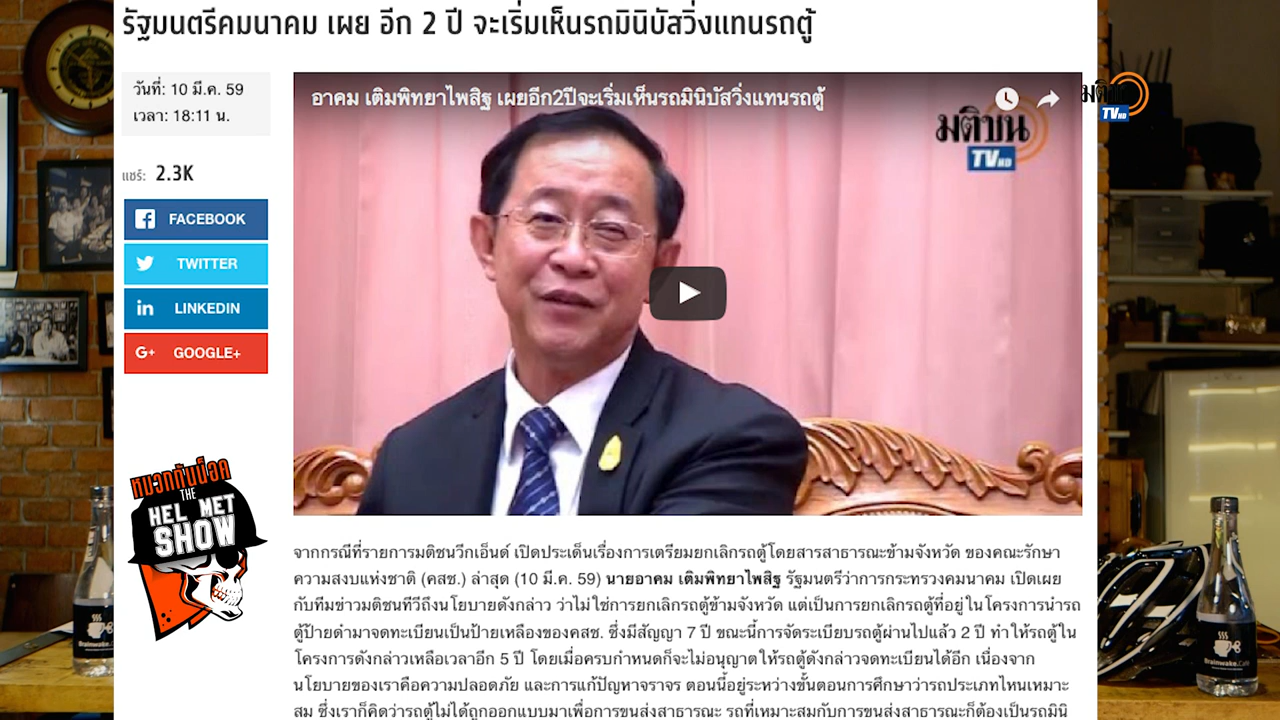 รัฐมนตรีคมนาคม เผย อีก 2 ปี จะเริ่มเห็นรถมินิบัสวิ่งแทนรถตู้
วันที่: 10 มี.ค. 59
เวลา: 18:11 น.
แชร์: 2.3K
FACEBOOK
TWITTER
LINKEDIN
GOOGLE+
อาคม เติมพิทยาไพสิฐ เผยอีก2ปีจะเริ่มเห็นรถมินิบัสวิ่งแทนรถตู้
มติชน
TV HD
มติชน
TV HD
หมวกกันน็อค
THE
HELMET
SHOW
จากกรณีที่รายการมติชนวีกเอ็นด์ เปิดประเด็นเรื่องการเตรียมยกเลิกรถตู้โดยสารสาธารณะข้ามจังหวัด ของคณะรักษา
ความสงบแห่งชาติ (คสช.) ล่าสุด (10 มี.ค. 59) นายอาคม เติมพิทยาไพสิฐ รัฐมนตรีว่าการกระทรวงคมนาคม เปิดเผย
กับทีมข่าวมติชนทีวีถึงนโยบายดังกล่าว ว่าไม่ใช่การยกเลิกรถตู้ข้ามจังหวัด แต่เป็นการยกเลิกรถตู้ที่อยู่ในโครงการนำรถ
ตู้ป้ายดำมาจดทะเบียนเป็นป้ายเหลืองของคสช. ซึ่งมีสัญญา 7 ปี ขณะนี้การจัดระเบียบรถตู้ผ่านไปแล้ว 2 ปี ทำให้รถตู้ใน
โครงการดังกล่าวเหลือเวลาอีก 5 ปี โดยเมื่อครบกำหนดก็จะไม่อนุญาตให้รถตู้ดังกล่าวจดทะเบียนได้อีก เนื่องจาก
นโยบายของเราคือความปลอดภัย และการแก้ปัญหาจราจร ตอนนี้อยู่ระหว่างขั้นตอนการศึกษาว่ารถประเภทไหนเหมาะ
สม ซึ่งเราก็คิดว่ารถตู้ไม่ได้ถูกออกแบบมาเพื่อการขนส่งสาธารณะ รถที่เหมาะสมกับการขนส่งสาธารณะก็ต้องเป็นรถมินิ
Brainwake.Cafe
Brainwake.Cafe